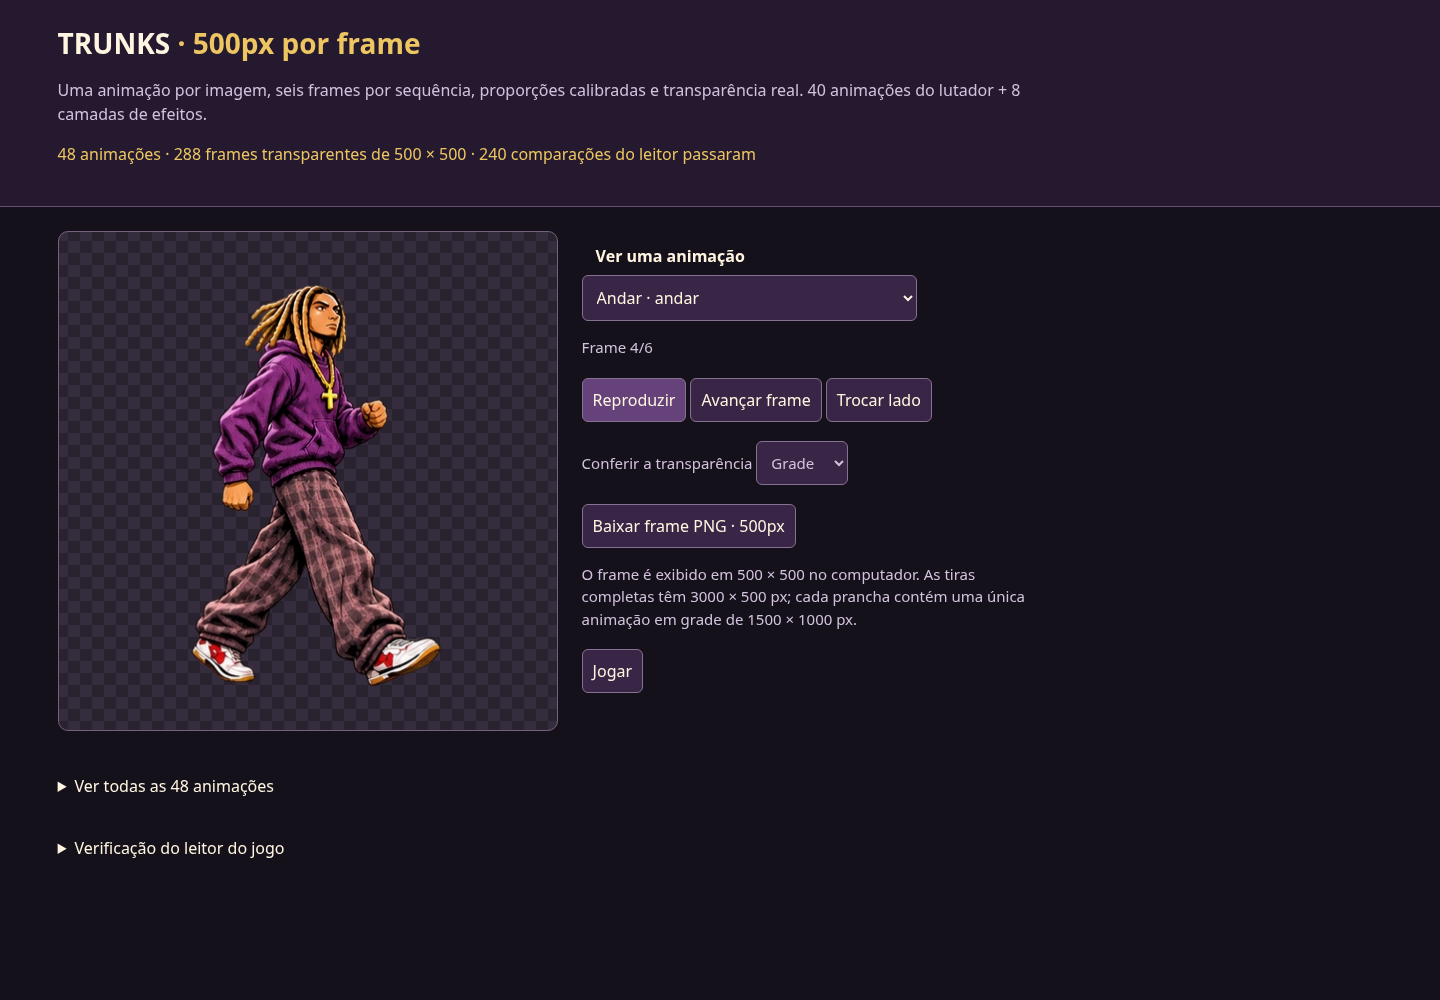 TRUNKS · 500px por frame
Uma animação por imagem, seis frames por sequência, proporções calibradas e transparência real. 40 animações do lutador + 8
camadas de efeitos.
48 animações · 288 frames transparentes de 500 × 500 · 240 comparações do leitor passaram
Ver uma animação
Andar · andar
Frame 4/6
Reproduzir Avançar frame Trocar lado
Conferir a transparência Grade
Baixar frame PNG · 500px
O frame é exibido em 500 × 500 no computador. As tiras
completas têm 3000 × 500 px; cada prancha contém uma única
animação em grade de 1500 × 1000 px.
Jogar
Ver todas as 48 animações
Verificação do leitor do jogo